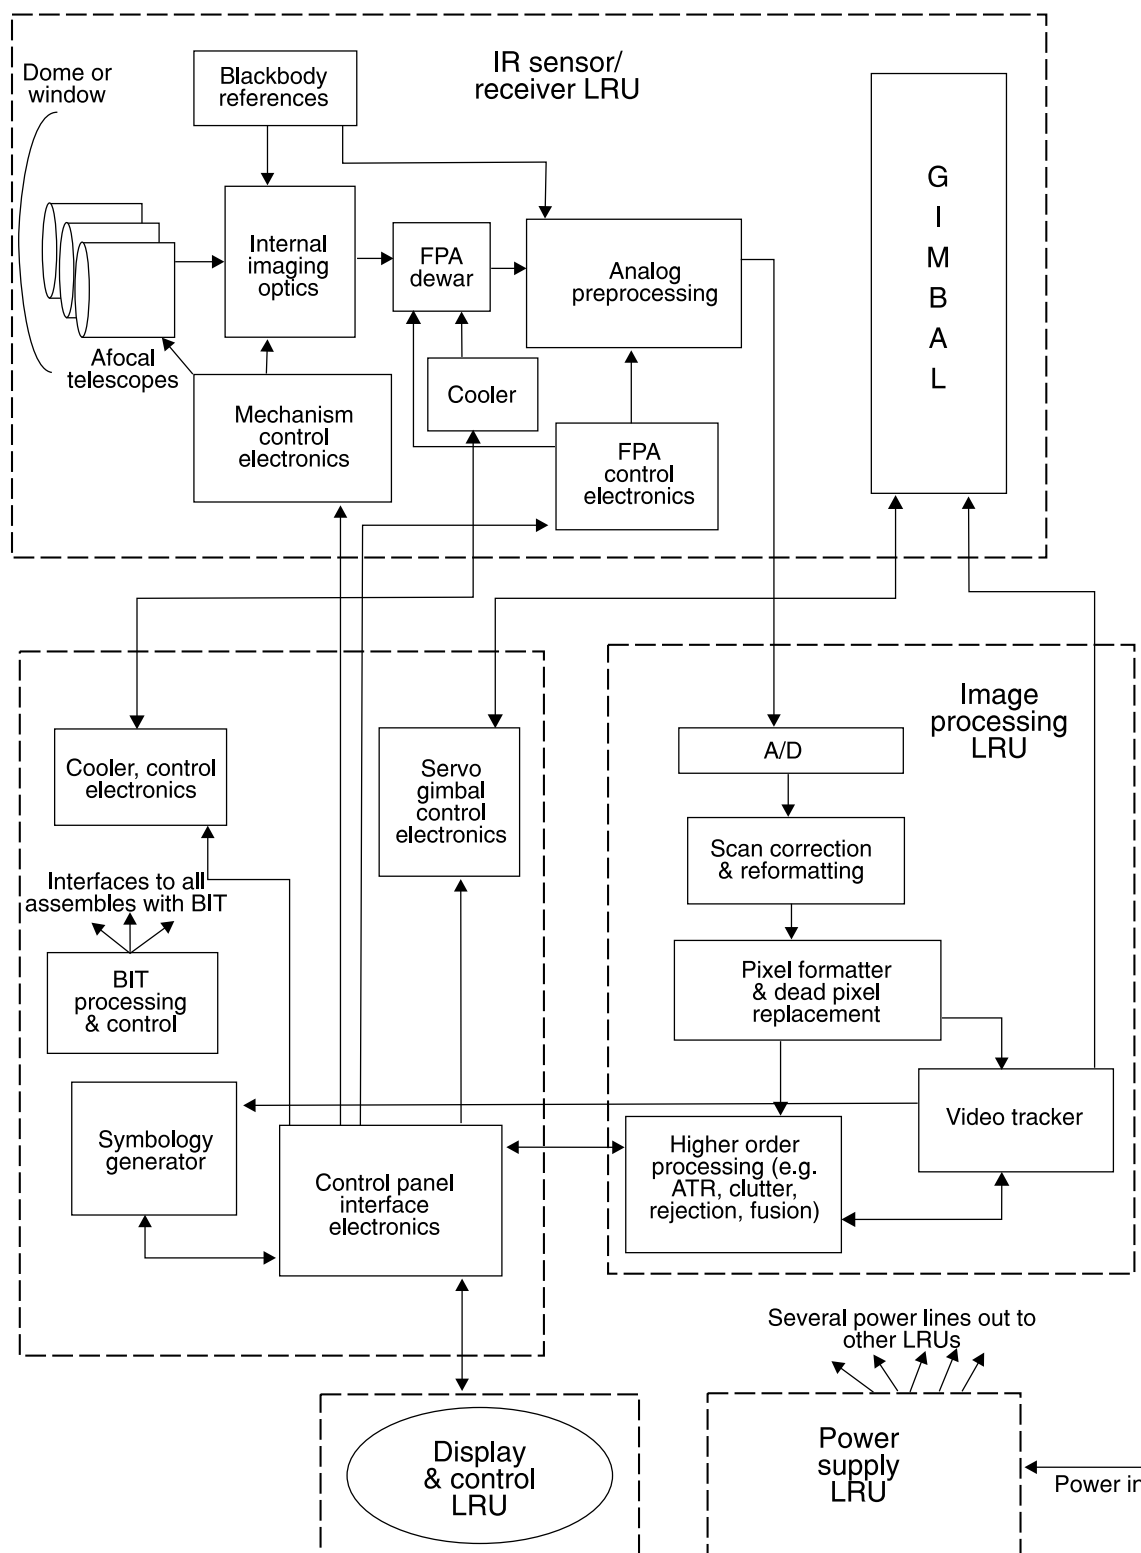 IR sensor/
receiver LRU
Dome or
window
Blackbody
references
Internal
imaging
optics
FPA
dewar
Analog
preprocessing
G
I
M
B
A
L
Afocal
telescopes
Cooler
Mechanism
control
electronics
FPA
control
electronics
Cooler, control
electronics
Servo
gimbal
control
electronics
Interfaces to all
assembles with BIT
BIT
processing
& control
Symbology
generator
Control panel
interface
electronics
Image
processing
LRU
A/D
Scan correction
& reformatting
Pixel formatter
& dead pixel
replacement
Video tracker
Higher order
processing (e.g.
ATR, clutter,
rejection, fusion)
Several power lines out to
other LRUs
Display
& control
LRU
Power
supply
LRU
Power in